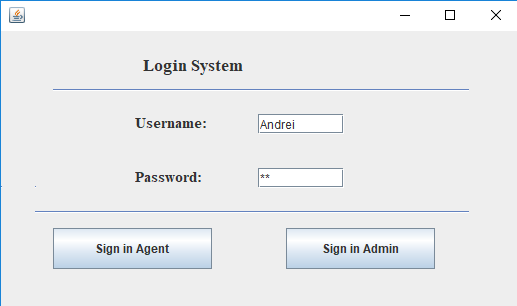 Login System
Username: Andrei
Password: **
Sign in Agent Sign in Admin